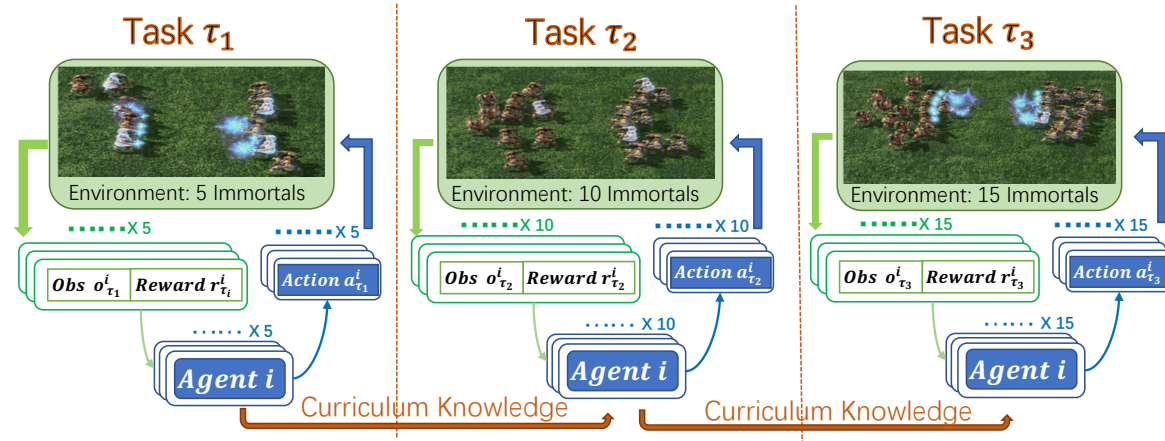 Task τ1
Environment: 5 Immortals
X 5
X 5
Obs o^i_τ1
Reward r^i_τi
Action a^i_τ1
X 5
Agent i
Curriculum Knowledge
Task τ2
Environment: 10 Immortals
X 10
X 10
Obs o^i_τ2
Reward r^i_τ2
Action a^i_τ2
X 10
Agent i
Curriculum Knowledge
Task τ3
Environment: 15 Immortals
X 15
X 15
Obs o^i_τ3
Reward r^i_τ3
Action a^i_τ3
X 15
Agent i